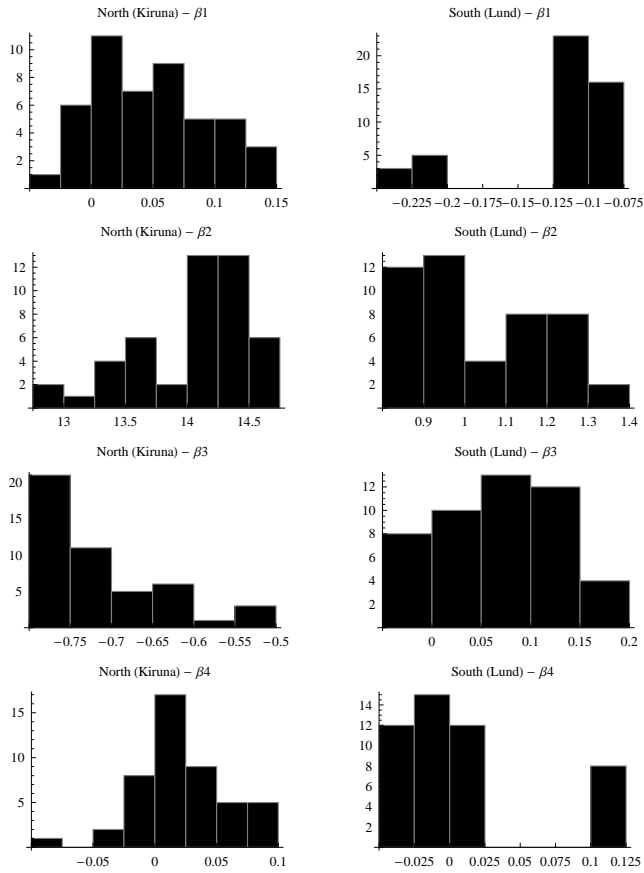 North (Kiruna) – β1
10
8
6
4
2
0 0.05 0.1 0.15
South (Lund) – β1
20
15
10
5
−0.225 −0.2 −0.175 −0.15 −0.125 −0.1 −0.075
North (Kiruna) – β2
12
10
8
6
4
2
13 13.5 14 14.5
South (Lund) – β2
12
10
8
6
4
2
0.9 1 1.1 1.2 1.3 1.4
North (Kiruna) – β3
20
15
10
5
−0.75 −0.7 −0.65 −0.6 −0.55 −0.5
South (Lund) – β3
12
10
8
6
4
2
0 0.05 0.1 0.15 0.2
North (Kiruna) – β4
15
10
5
−0.05 0 0.05 0.1
South (Lund) – β4
14
12
10
8
6
4
2
−0.025 0 0.025 0.05 0.075 0.1 0.125